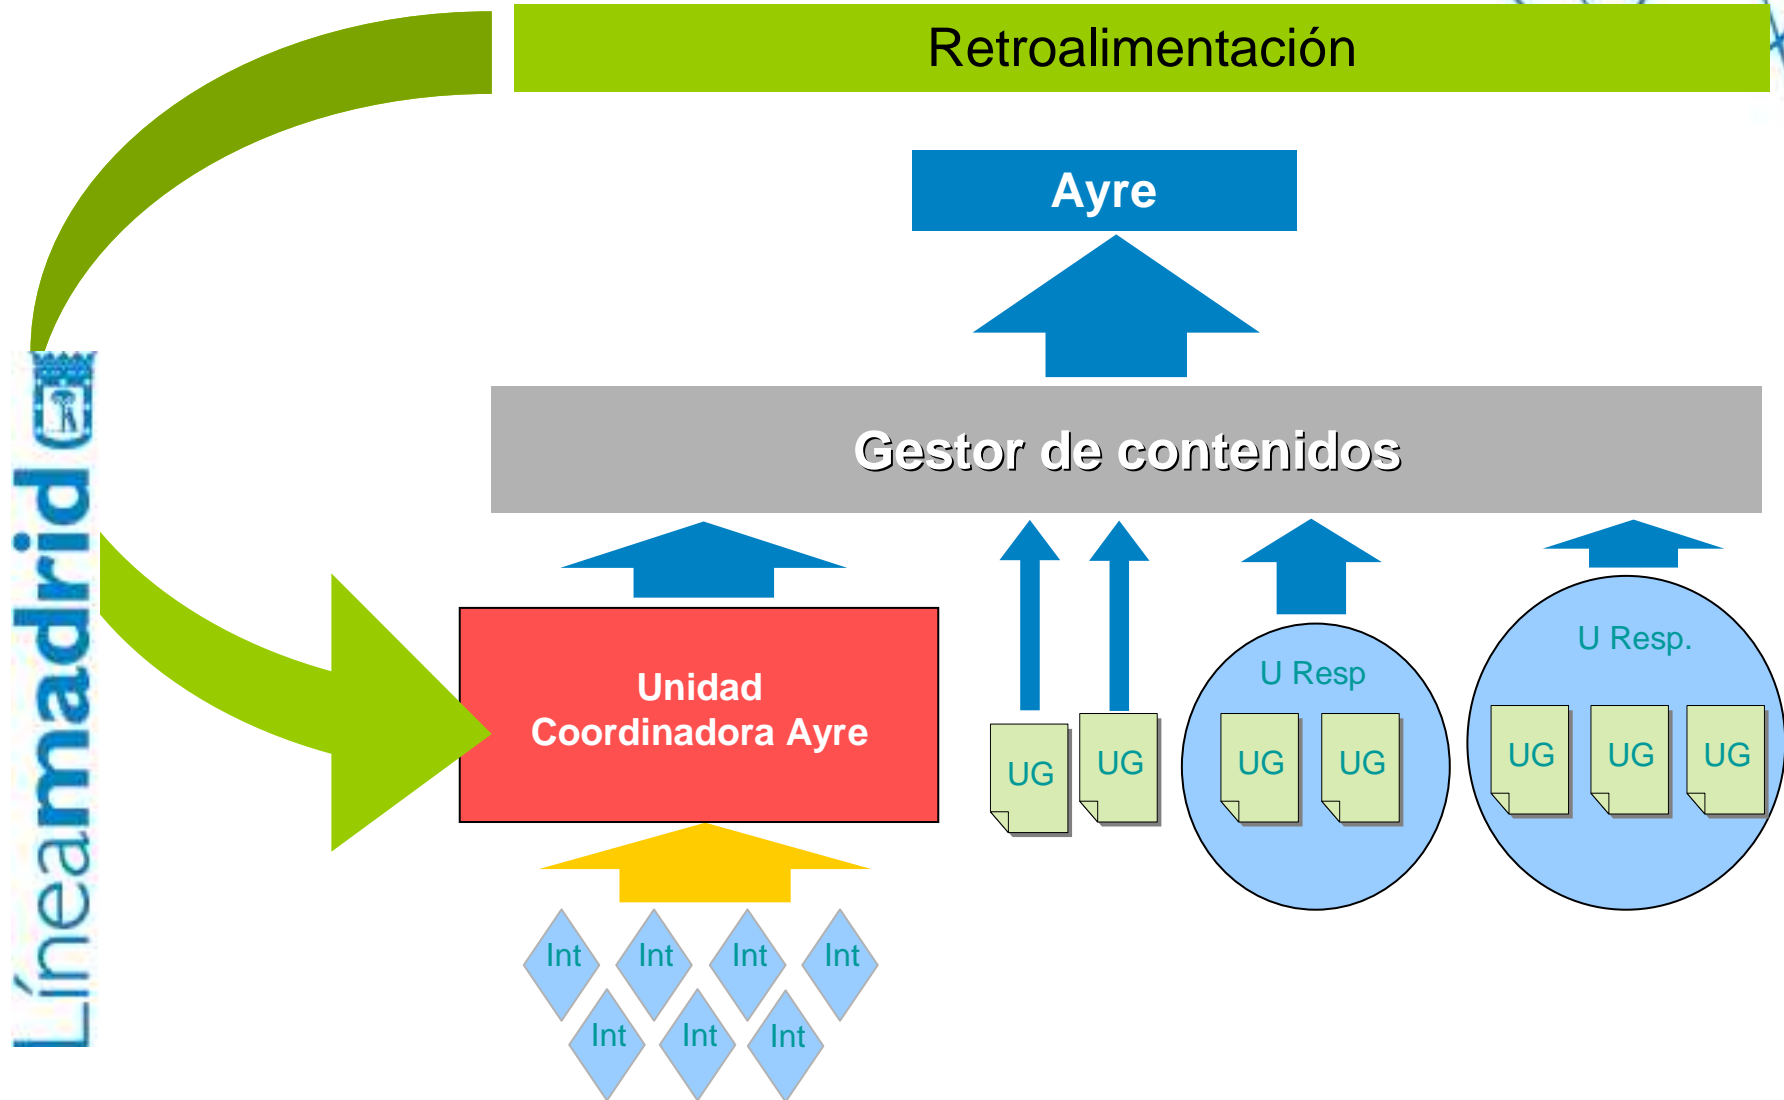 Retroalimentación
Ayre
Gestor de contenidos
Líneamadrid
Unidad
Coordinadora Ayre
UG
UG
U Resp
UG
UG
U Resp.
UG
UG
UG
Int
Int
Int
Int
Int
Int
Int